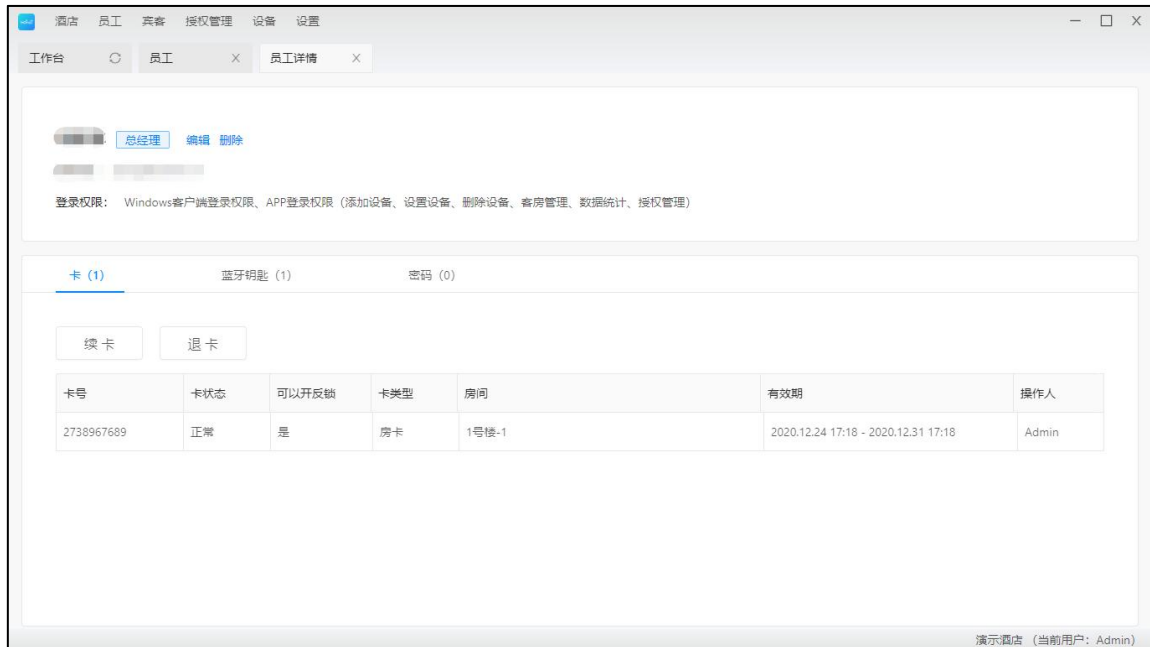 酒店 员工 宾客 授权管理 设备 设置
工作台 员工 X 员工详情 X
总经理 编辑 删除
登录权限： Windows客户端登录权限、APP登录权限（添加设备、设置设备、删除设备、客房管理、数据统计、授权管理）
卡（1） 蓝牙钥匙（1） 密码（0）
续卡 退卡
卡号 卡状态 可以开反锁 卡类型 房间 有效期 操作人
2738967689 正常 是 房卡 1号楼-1 2020.12.24 17:18 - 2020.12.31 17:18 Admin
演示酒店 （当前用户：Admin）